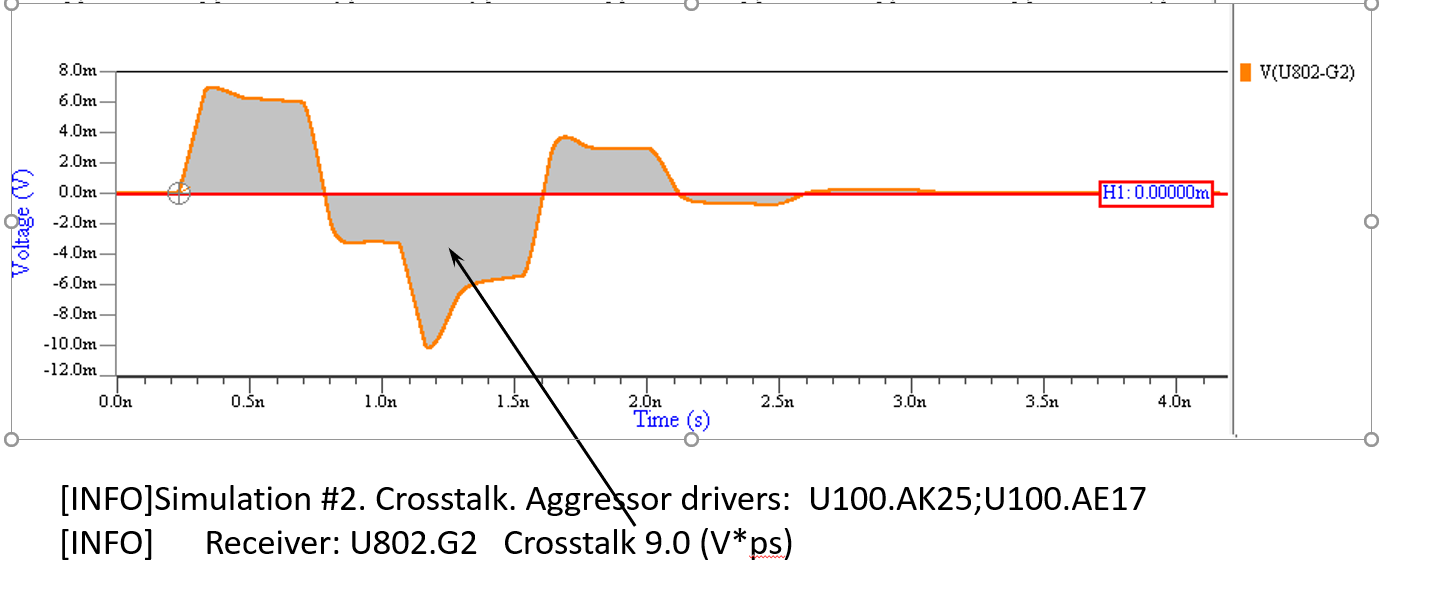 8.0m
V(U802-G2)
6.0m
4.0m
2.0m
0.0m
H1: 0.00000m
-2.0m
-4.0m
-6.0m
-8.0m
-10.0m
-12.0m
Voltage (V)
0.0n 0.5n 1.0n 1.5n 2.0n 2.5n 3.0n 3.5n 4.0n
Time (s)
[INFO]Simulation #2. Crosstalk. Aggressor drivers: U100.AK25;U100.AE17
[INFO] Receiver: U802.G2 Crosstalk 9.0 (V*ps)